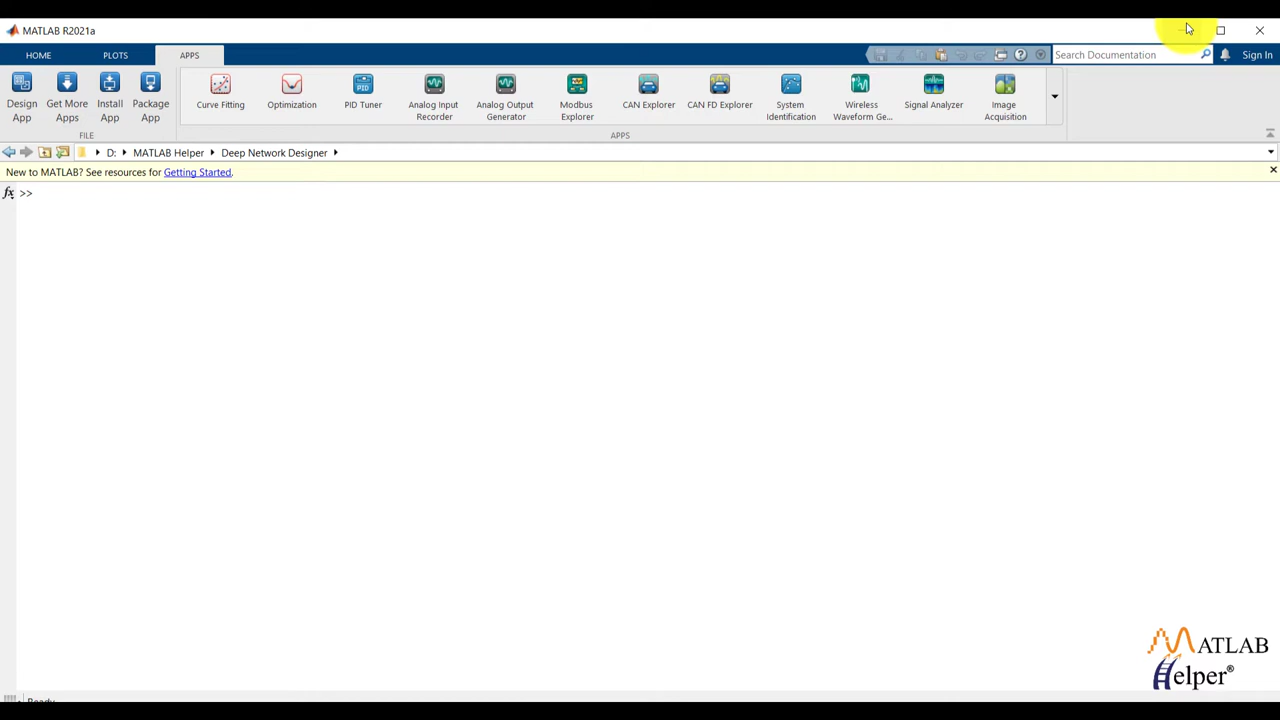 MATLAB R2021a
HOME
PLOTS
APPS
Search Documentation
Sign In
Design App
Get More Apps
Install App
Package App
Curve Fitting
Optimization
PID Tuner
Analog Input Recorder
Analog Output Generator
Modbus Explorer
CAN Explorer
CAN FD Explorer
System Identification
Wireless Waveform Ge...
Signal Analyzer
Image Acquisition
FILE
APPS
D:
MATLAB Helper
Deep Network Designer
New to MATLAB? See resources for Getting Started.
fx >>
MATLAB
Helper®
Ready